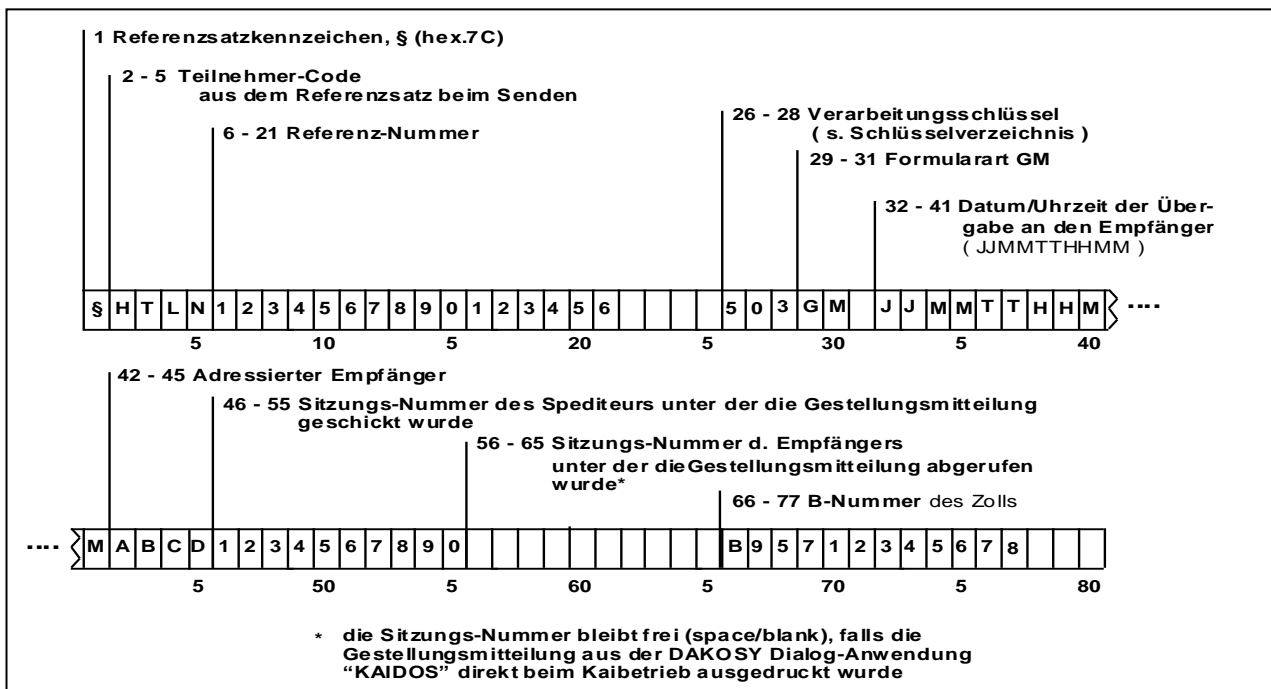 1 Referenzsatzkennzeichen, § (hex.7C)
2 - 5 Teilnehmer-Code
aus dem Referenzsatz beim Senden
6 - 21 Referenz-Nummer
26 - 28 Verarbeitungsschlüssel
( s. Schlüsselverzeichnis )
29 - 31 Formularart GM
32 - 41 Datum/Uhrzeit der Über-
gabe an den Empfänger
( JJMMTTHHMM )
§ H T L N 1 2 3 4 5 6 7 8 9 0 1 2 3 4 5 6 5 0 3 G M J J M M T T H H M ....
5 10 5 20 5 30 5 40
42 - 45 Adressierter Empfänger
46 - 55 Sitzungs-Nummer des Spediteurs unter der die Gestellungsmitteilung
geschickt wurde
56 - 65 Sitzungs-Nummer d. Empfängers
unter der dieGestellungsmitteilung abgerufen
wurde*
66 - 77 B-Nummer des Zolls
.... M A B C D 1 2 3 4 5 6 7 8 9 0 B 9 5 7 1 2 3 4 5 6 7 8
5 50 5 60 5 70 5 80
* die Sitzungs-Nummer bleibt frei (space/blank), falls die
Gestellungsmitteilung aus der DAKOSY Dialog-Anwendung
“KAIDOS” direkt beim Kaibetrieb ausgedruckt wurde